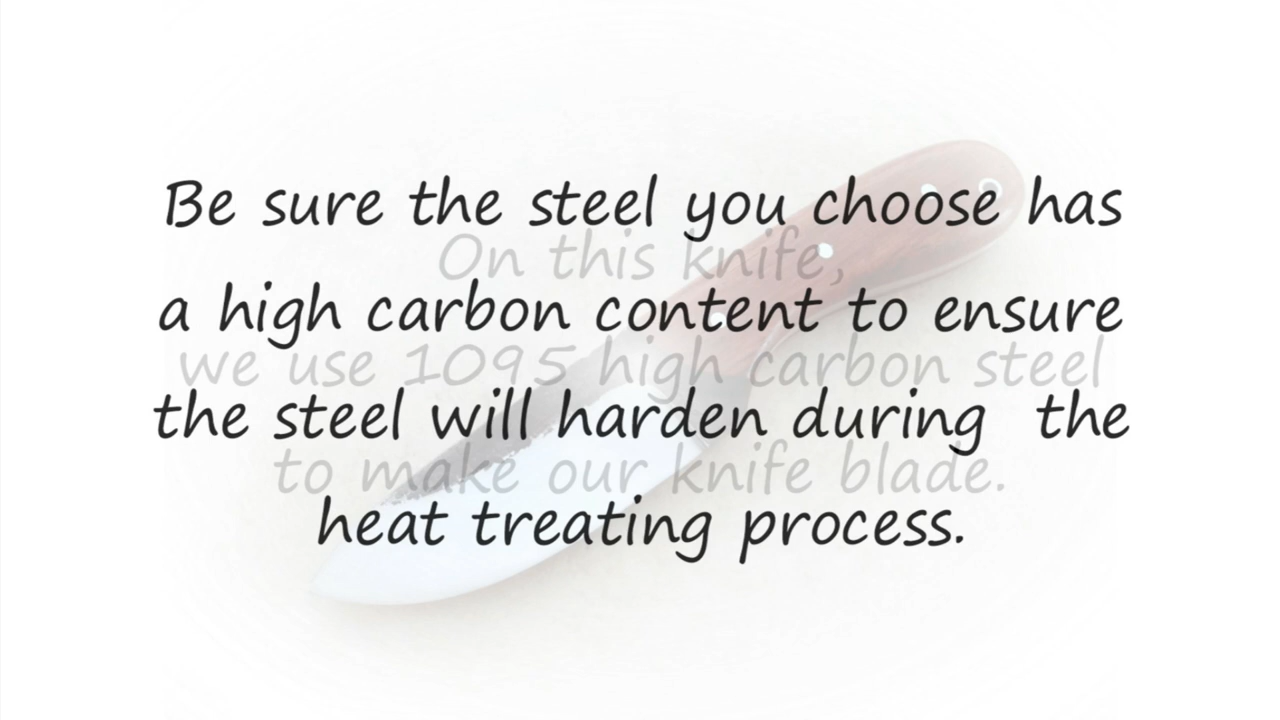 Be sure the steel you choose has
On this knife,
a high carbon content to ensure
we use 1095 high carbon steel
the steel will harden during the
to make our knife blade.
heat treating process.